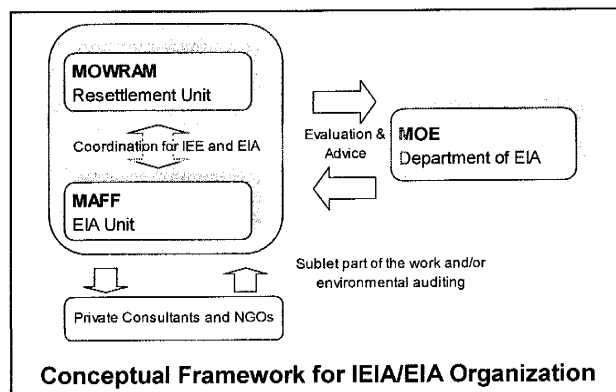 MOWRAM
Resettlement Unit
Coordination for IEE and EIA
MAFF
EIA Unit
Evaluation &
Advice
MOE
Department of EIA
Sublet part of the work and/or
environmental auditing
Private Consultants and NGOs
Conceptual Framework for IEIA/EIA Organization